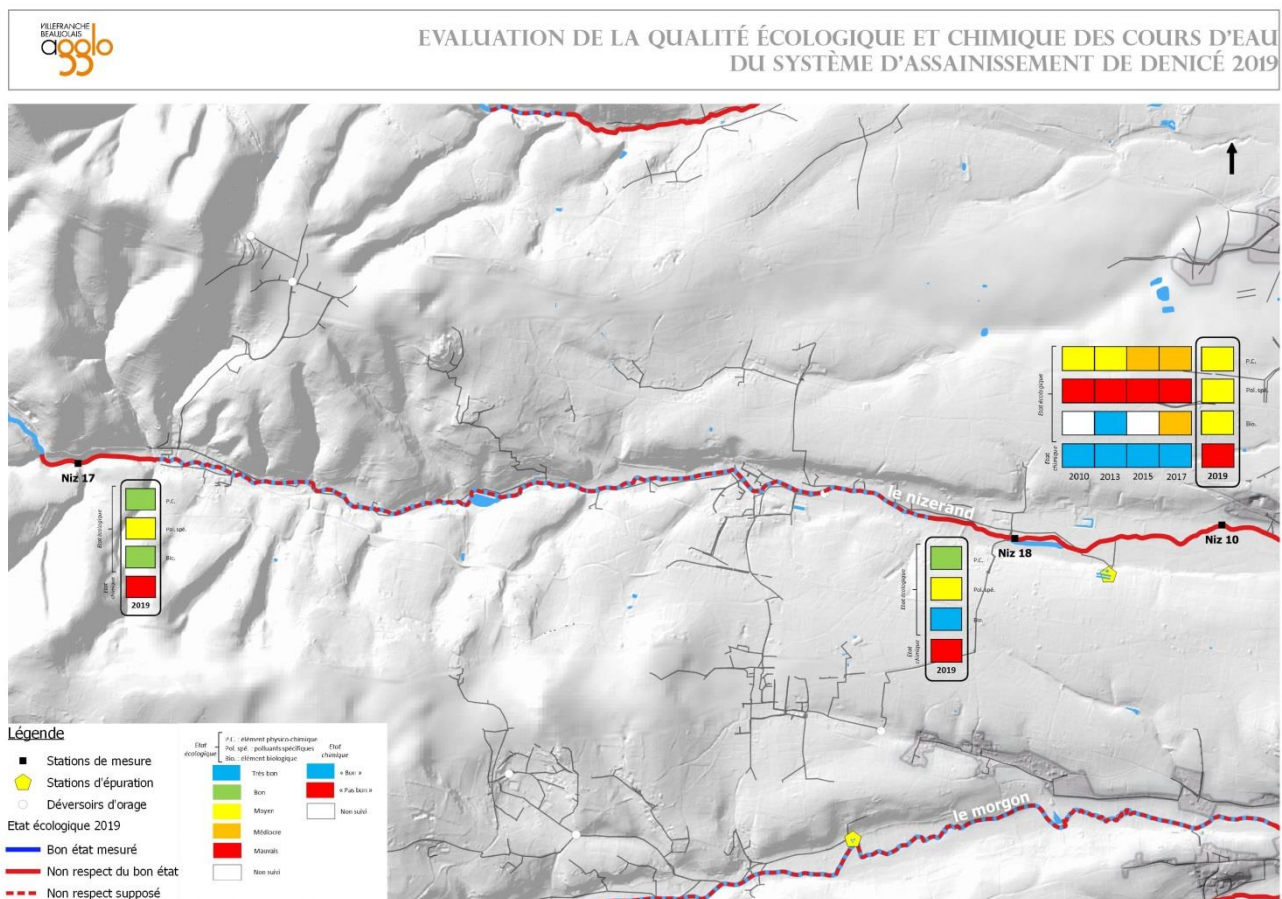 VILLEFRANCHE
BEAUJOLAIS
agglo
EVALUATION DE LA QUALITÉ ÉCOLOGIQUE ET CHIMIQUE DES COURS D'EAU
DU SYSTÈME D'ASSAINISSEMENT DE DENICÉ 2019
P.C.
Pol. spé.
Bio.
Etat écologique
Etat chimique
2010 2013 2015 2017 2019
Niz 17
P.C.
Pol. spé.
Bio.
Etat écologique
Etat chimique
2019
le nizerand
Niz 18
Niz 10
P.C.
Pol. spé.
Bio.
Etat écologique
Etat chimique
2019
le morgon
Légende
Stations de mesure
Stations d'épuration
Déversoirs d'orage
Etat écologique 2019
Bon état mesuré
Non respect du bon état
Non respect supposé
Etat écologique
P.C. : élément physico-chimique
Pol. spé. : polluants spécifiques
Bio. : élément biologique
Etat chimique
Très bon
Bon
Moyen
Médiocre
Mauvais
Non suivi
« Bon »
« Pas bon »
Non suivi